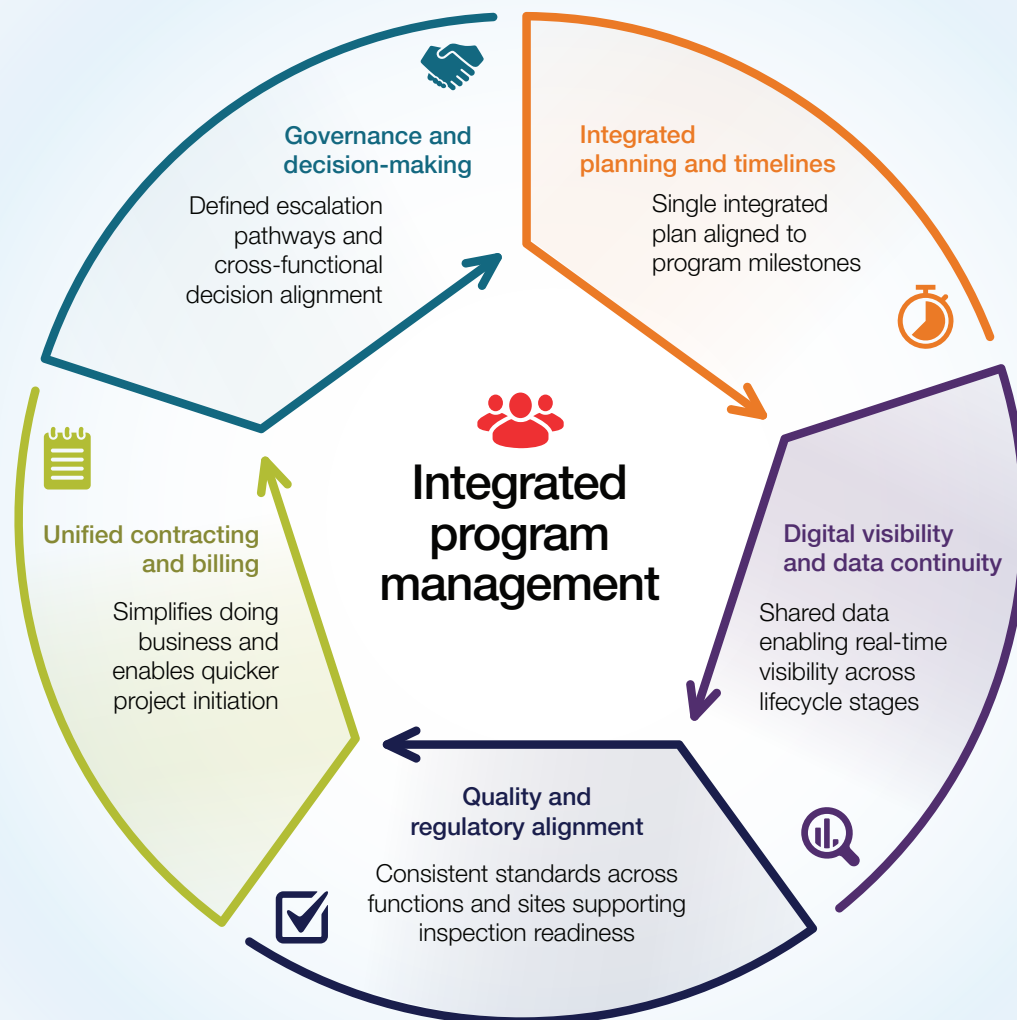 Governance and
decision-making
Defined escalation
pathways and
cross-functional
decision alignment
Integrated
planning and timelines
Single integrated
plan aligned to
program milestones
Integrated
program
management
Unified contracting
and billing
Simplifies doing
business and
enables quicker
project initiation
Digital visibility
and data continuity
Shared data
enabling real-time
visibility across
lifecycle stages
Quality and
regulatory alignment
Consistent standards across
functions and sites supporting
inspection readiness